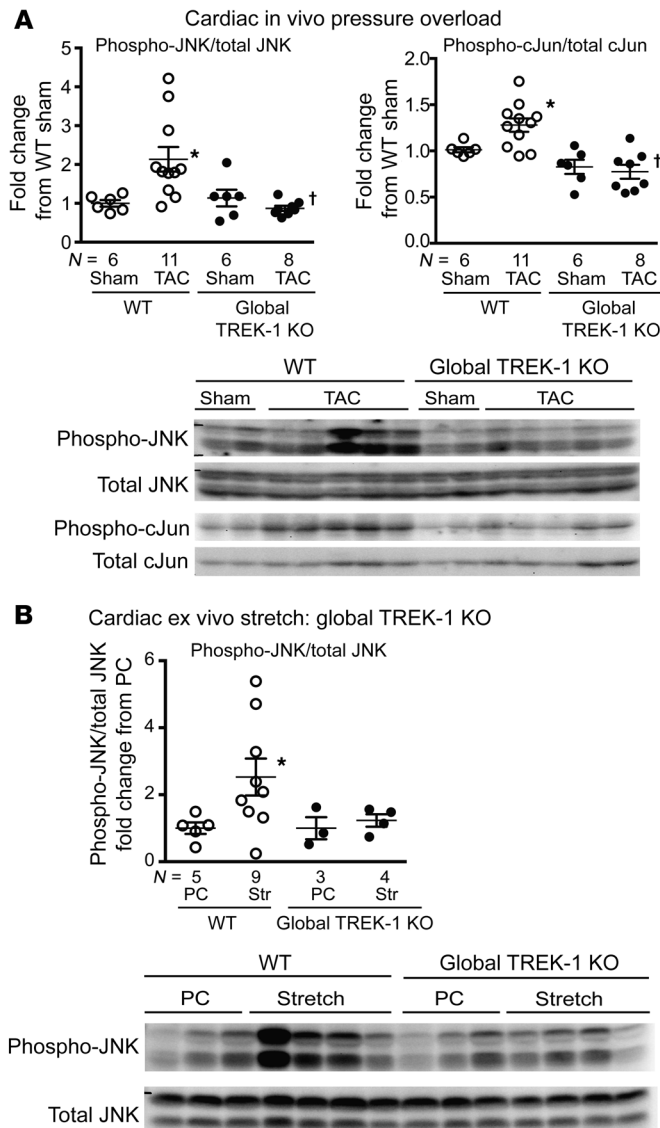 A
Cardiac in vivo pressure overload
Phospho-JNK/total JNK
Fold change
from WT sham
5
4
3
2
1
0
*
†
N = 6 11 6 8
Sham TAC Sham TAC
WT Global
TREK-1 KO
Phospho-cJun/total cJun
Fold change
from WT sham
2.0
1.5
1.0
0.5
0.0
*
†
N = 6 11 6 8
Sham TAC Sham TAC
WT Global
TREK-1 KO
WT Global TREK-1 KO
Sham TAC Sham TAC
Phospho-JNK
Total JNK
Phospho-cJun
Total cJun
B
Cardiac ex vivo stretch: global TREK-1 KO
Phospho-JNK/total JNK
Phospho-JNK/total JNK
fold change from PC
6
4
2
0
*
N = 5 9 3 4
PC Str PC Str
WT Global TREK-1 KO
WT Global TREK-1 KO
PC Stretch PC Stretch
Phospho-JNK
Total JNK